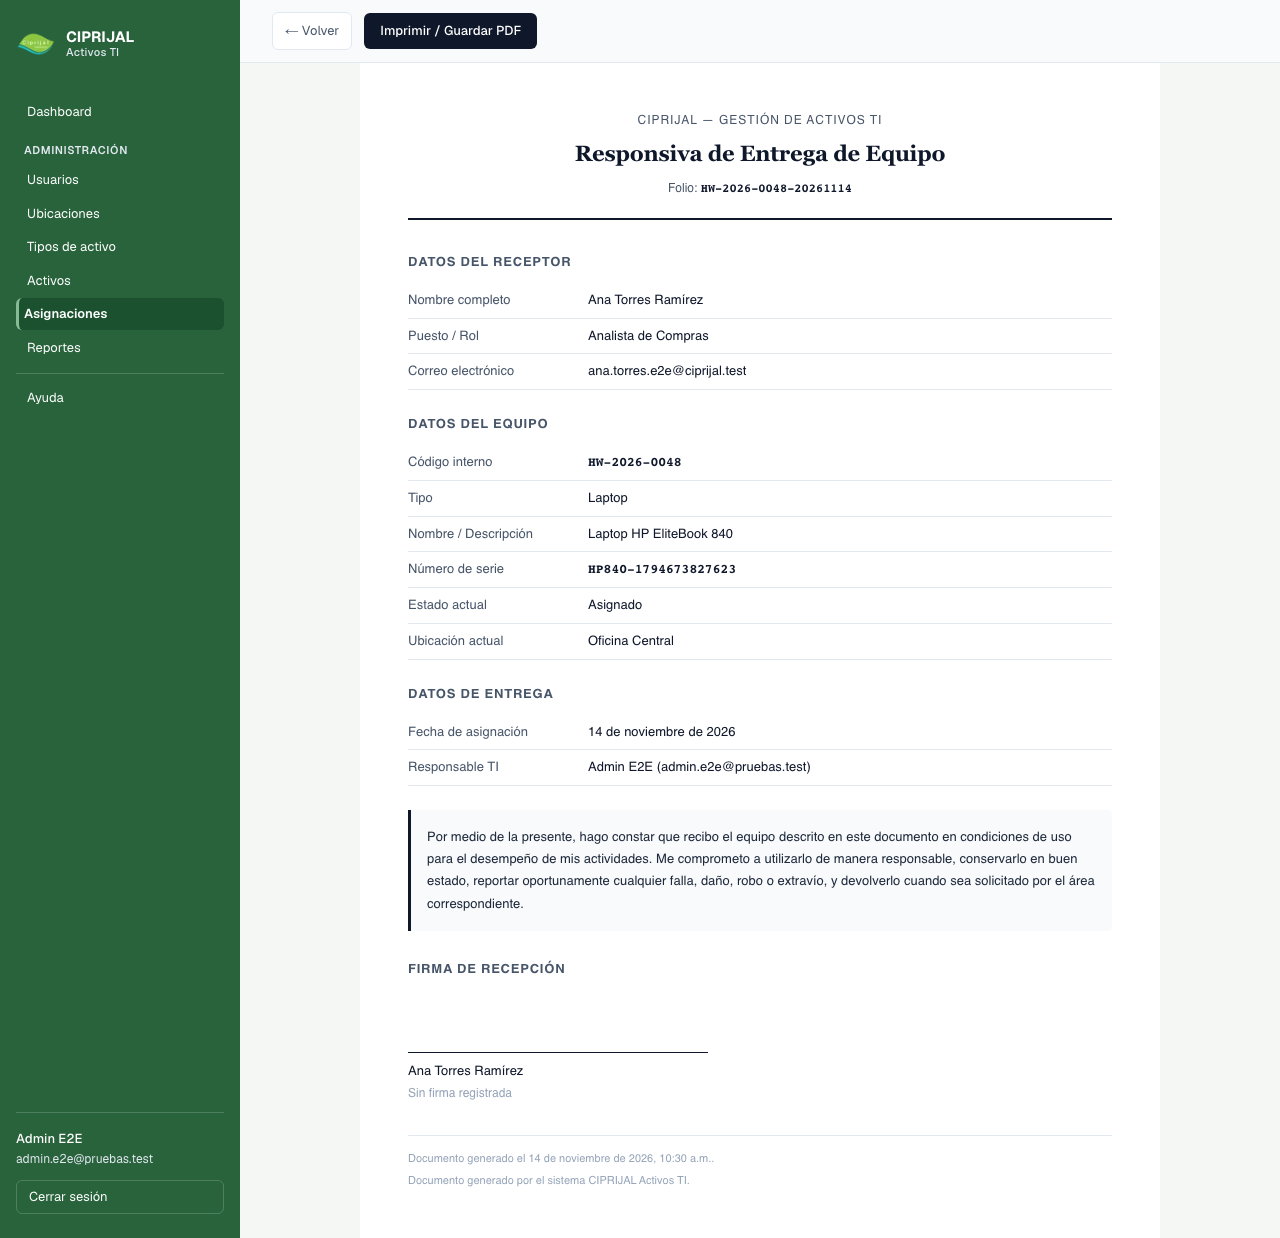 Ciprijal
CIPRIJAL
Activos TI
Dashboard
ADMINISTRACIÓN
Usuarios
Ubicaciones
Tipos de activo
Activos
Asignaciones
Reportes
Ayuda
Admin E2E
admin.e2e@pruebas.test
Cerrar sesión
← Volver
Imprimir / Guardar PDF
CIPRIJAL — GESTIÓN DE ACTIVOS TI
Responsiva de Entrega de Equipo
Folio: HW-2026-0048-20261114
DATOS DEL RECEPTOR
Nombre completo Ana Torres Ramírez
Puesto / Rol Analista de Compras
Correo electrónico ana.torres.e2e@ciprijal.test
DATOS DEL EQUIPO
Código interno HW-2026-0048
Tipo Laptop
Nombre / Descripción Laptop HP EliteBook 840
Número de serie HP840-1794673827623
Estado actual Asignado
Ubicación actual Oficina Central
DATOS DE ENTREGA
Fecha de asignación 14 de noviembre de 2026
Responsable TI Admin E2E (admin.e2e@pruebas.test)
Por medio de la presente, hago constar que recibo el equipo descrito en este documento en condiciones de uso
para el desempeño de mis actividades. Me comprometo a utilizarlo de manera responsable, conservarlo en buen
estado, reportar oportunamente cualquier falla, daño, robo o extravío, y devolverlo cuando sea solicitado por el área
correspondiente.
FIRMA DE RECEPCIÓN
Ana Torres Ramírez
Sin firma registrada
Documento generado el 14 de noviembre de 2026, 10:30 a.m..
Documento generado por el sistema CIPRIJAL Activos TI.